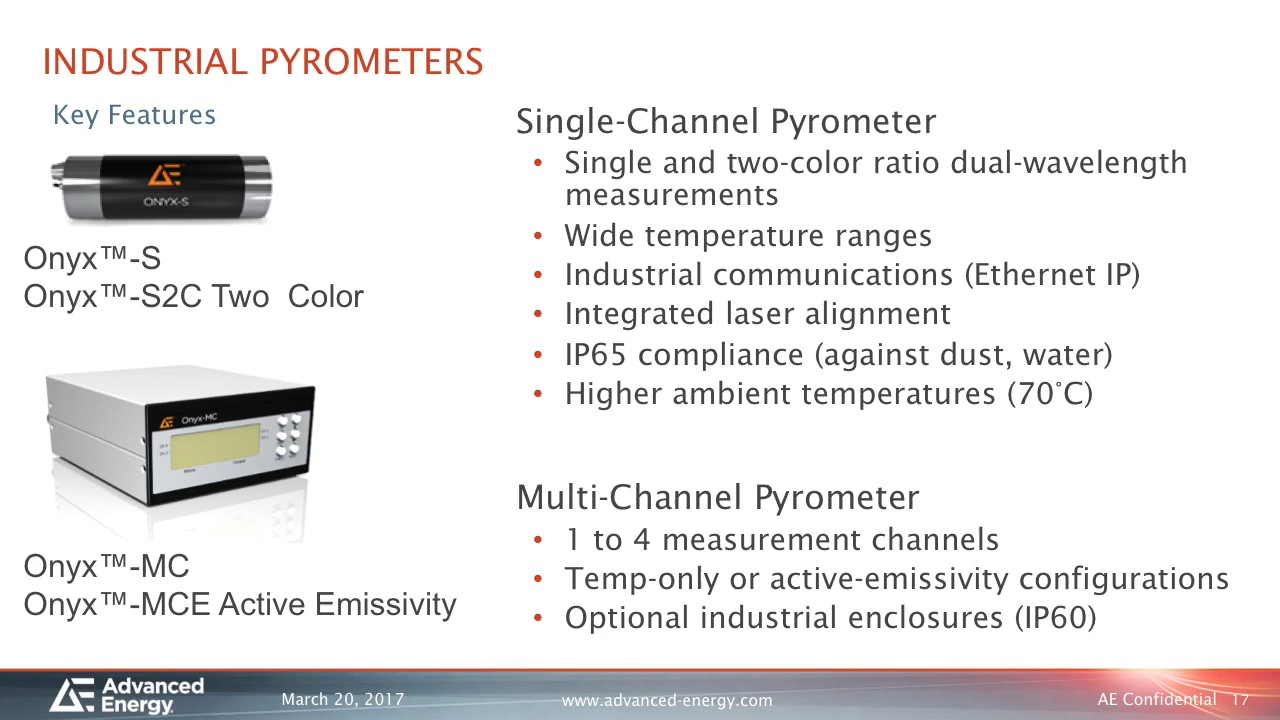 INDUSTRIAL PYROMETERS
Key Features
AE
ONYX-S
Onyx™-S
Onyx™-S2C Two  Color
Onyx-MC
Onyx™-MC
Onyx™-MCE Active Emissivity
Single-Channel Pyrometer
• Single and two-color ratio dual-wavelength
measurements
• Wide temperature ranges
• Industrial communications (Ethernet IP)
• Integrated laser alignment
• IP65 compliance (against dust, water)
• Higher ambient temperatures (70°C)
Multi-Channel Pyrometer
• 1 to 4 measurement channels
• Temp-only or active-emissivity configurations
• Optional industrial enclosures (IP60)
AE Advanced
Energy
March 20, 2017
www.advanced-energy.com
AE Confidential 17